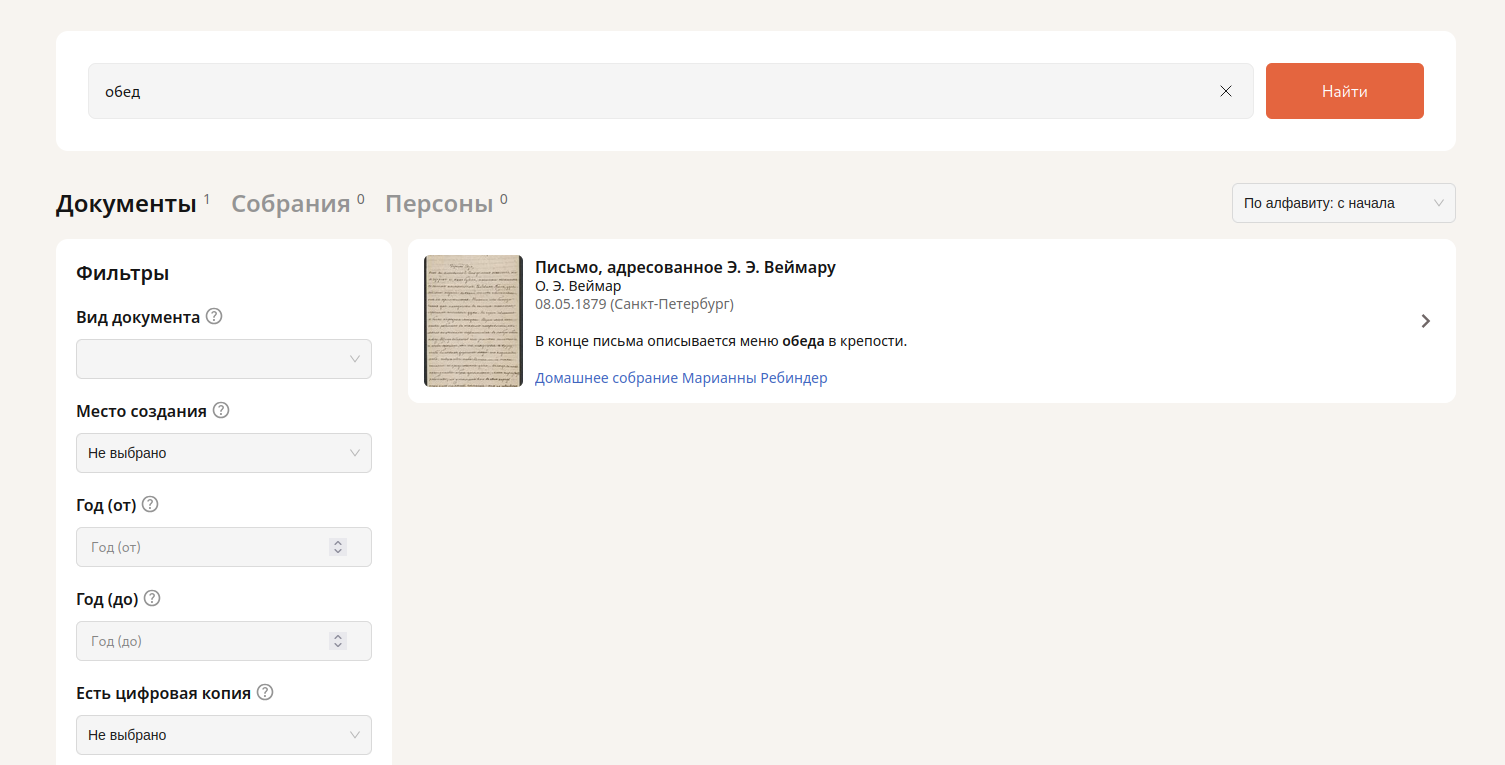 обед
Найти
Документы 1 Собрания 0 Персоны 0
По алфавиту: с начала
Фильтры
Вид документа ?
Место создания ?
Не выбрано
Год (от) ?
Год (от)
Год (до) ?
Год (до)
Есть цифровая копия ?
Не выбрано
Письмо, адресованное Э. Э. Веймару
О. Э. Веймар
08.05.1879 (Санкт-Петербург)
В конце письма описывается меню обеда в крепости.
Домашнее собрание Марианны Ребиндер